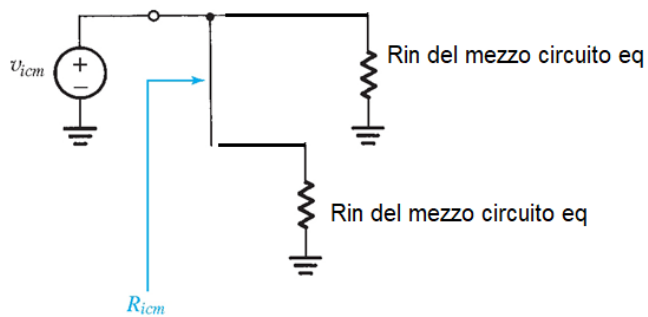 Rin del mezzo circuito eq
v_icm
+
−
Rin del mezzo circuito eq
R_icm